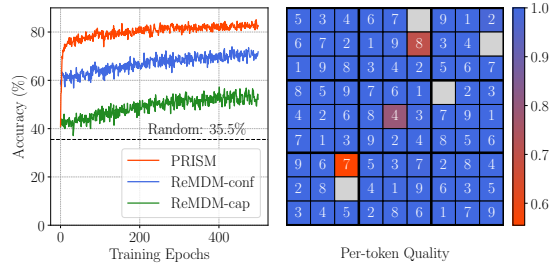 80
60
40
20
0
Accuracy (%)
Random: 35.5%
PRISM
ReMDM-conf
ReMDM-cap
0 200 400
Training Epochs
5 3 4 6 7 9 1 2
6 7 2 1 9 8 3 4
1 9 8 3 4 2 5 6 7
8 5 9 7 6 1 2 3
4 2 6 8 4 3 7 9 1
7 1 3 9 2 4 8 5 6
9 6 7 5 3 7 2 8 4
2 8 4 1 9 6 3 5
3 4 5 2 8 6 1 7 9
Per-token Quality
1.0
0.9
0.8
0.7
0.6